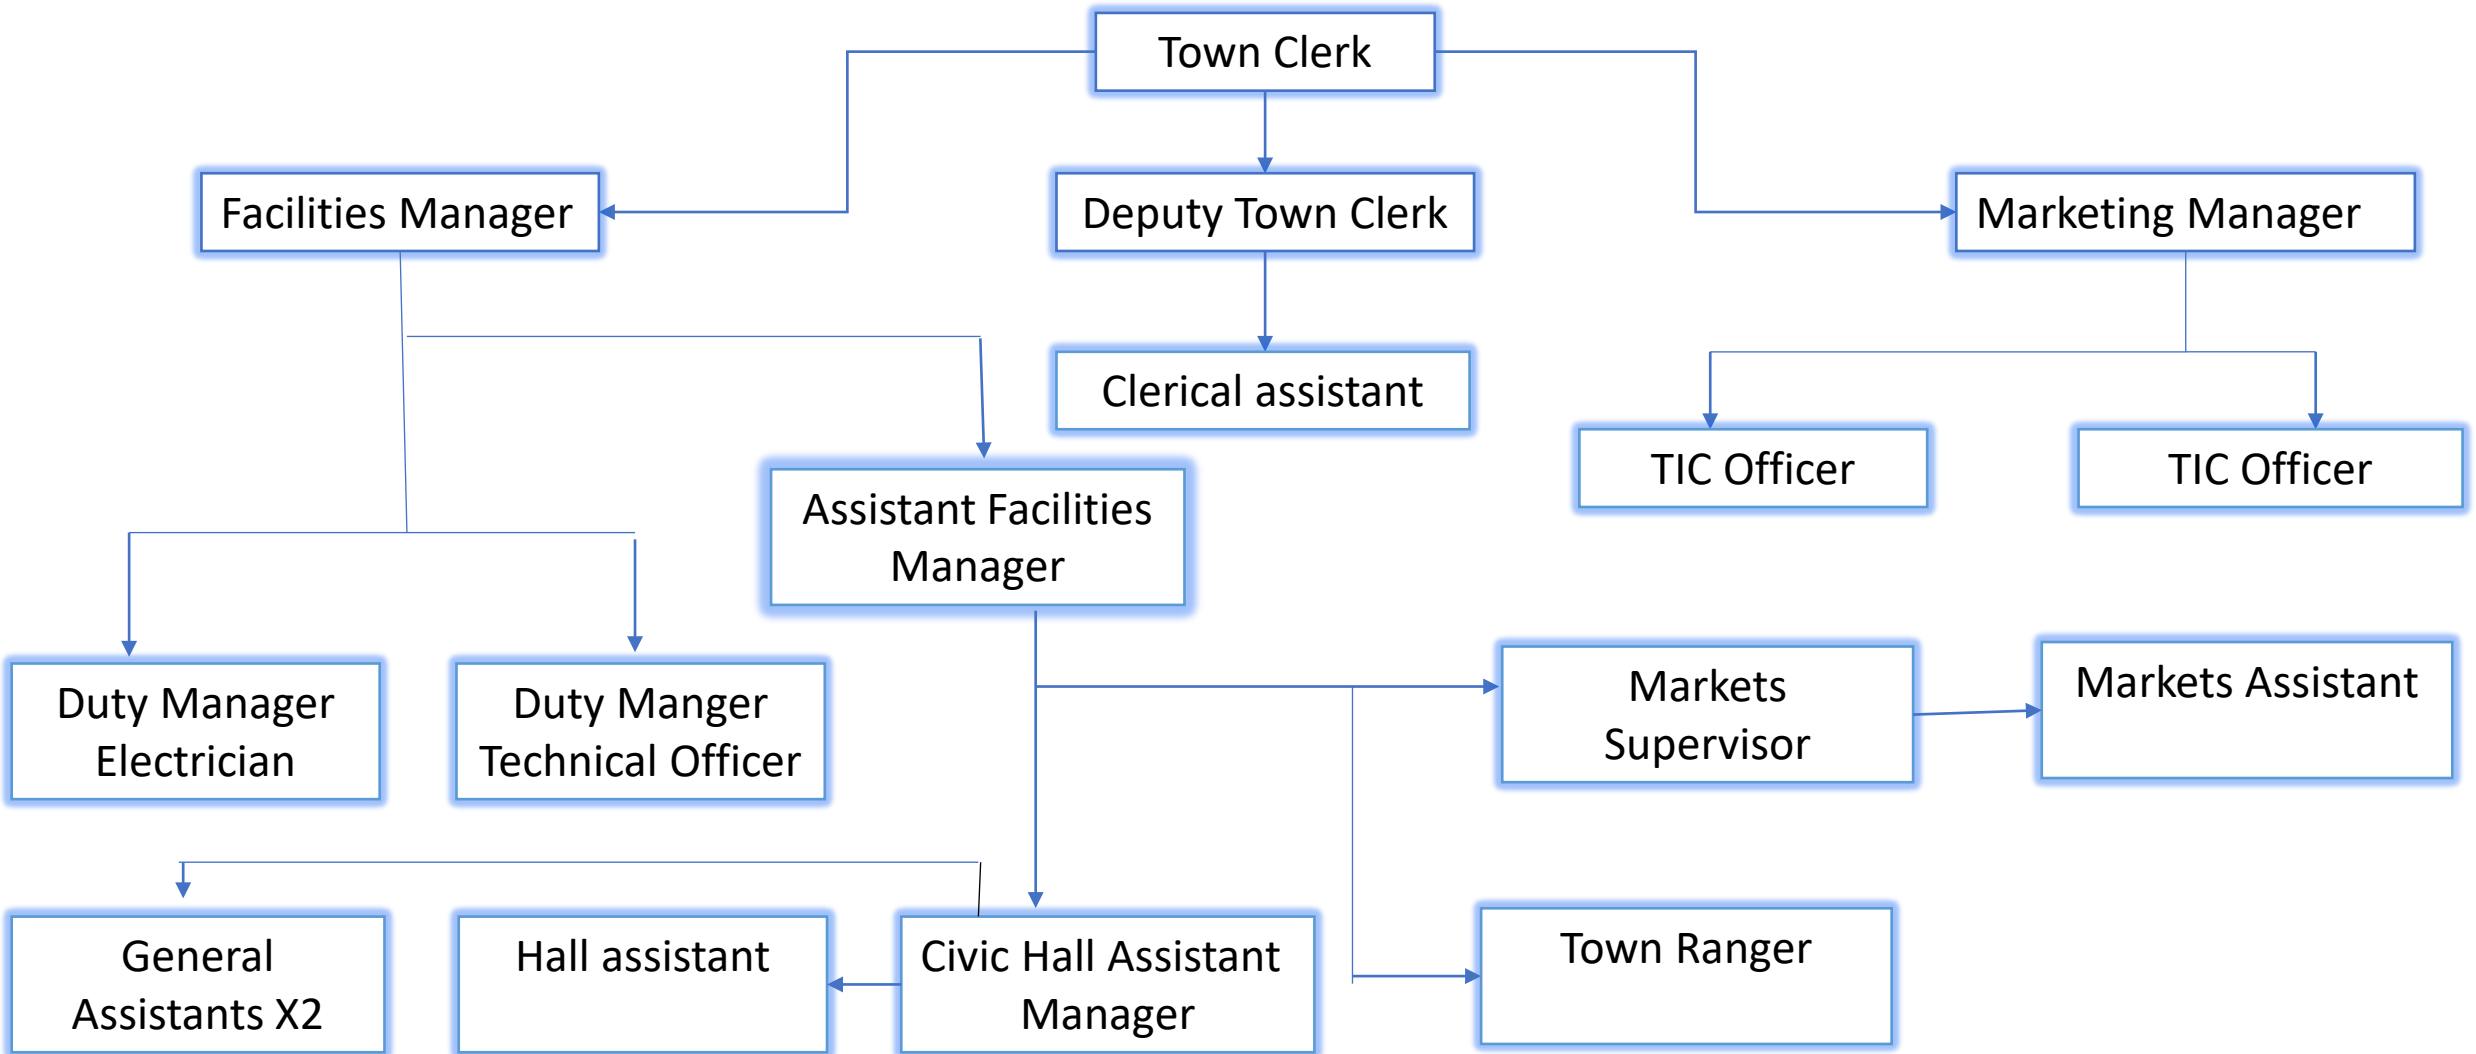 Town Clerk
Facilities Manager
Deputy Town Clerk
Marketing Manager
Clerical assistant
TIC Officer
TIC Officer
Assistant Facilities
Manager
Duty Manager
Electrician
Duty Manger
Technical Officer
Markets
Supervisor
Markets Assistant
General
Assistants X2
Hall assistant
Civic Hall Assistant
Manager
Town Ranger